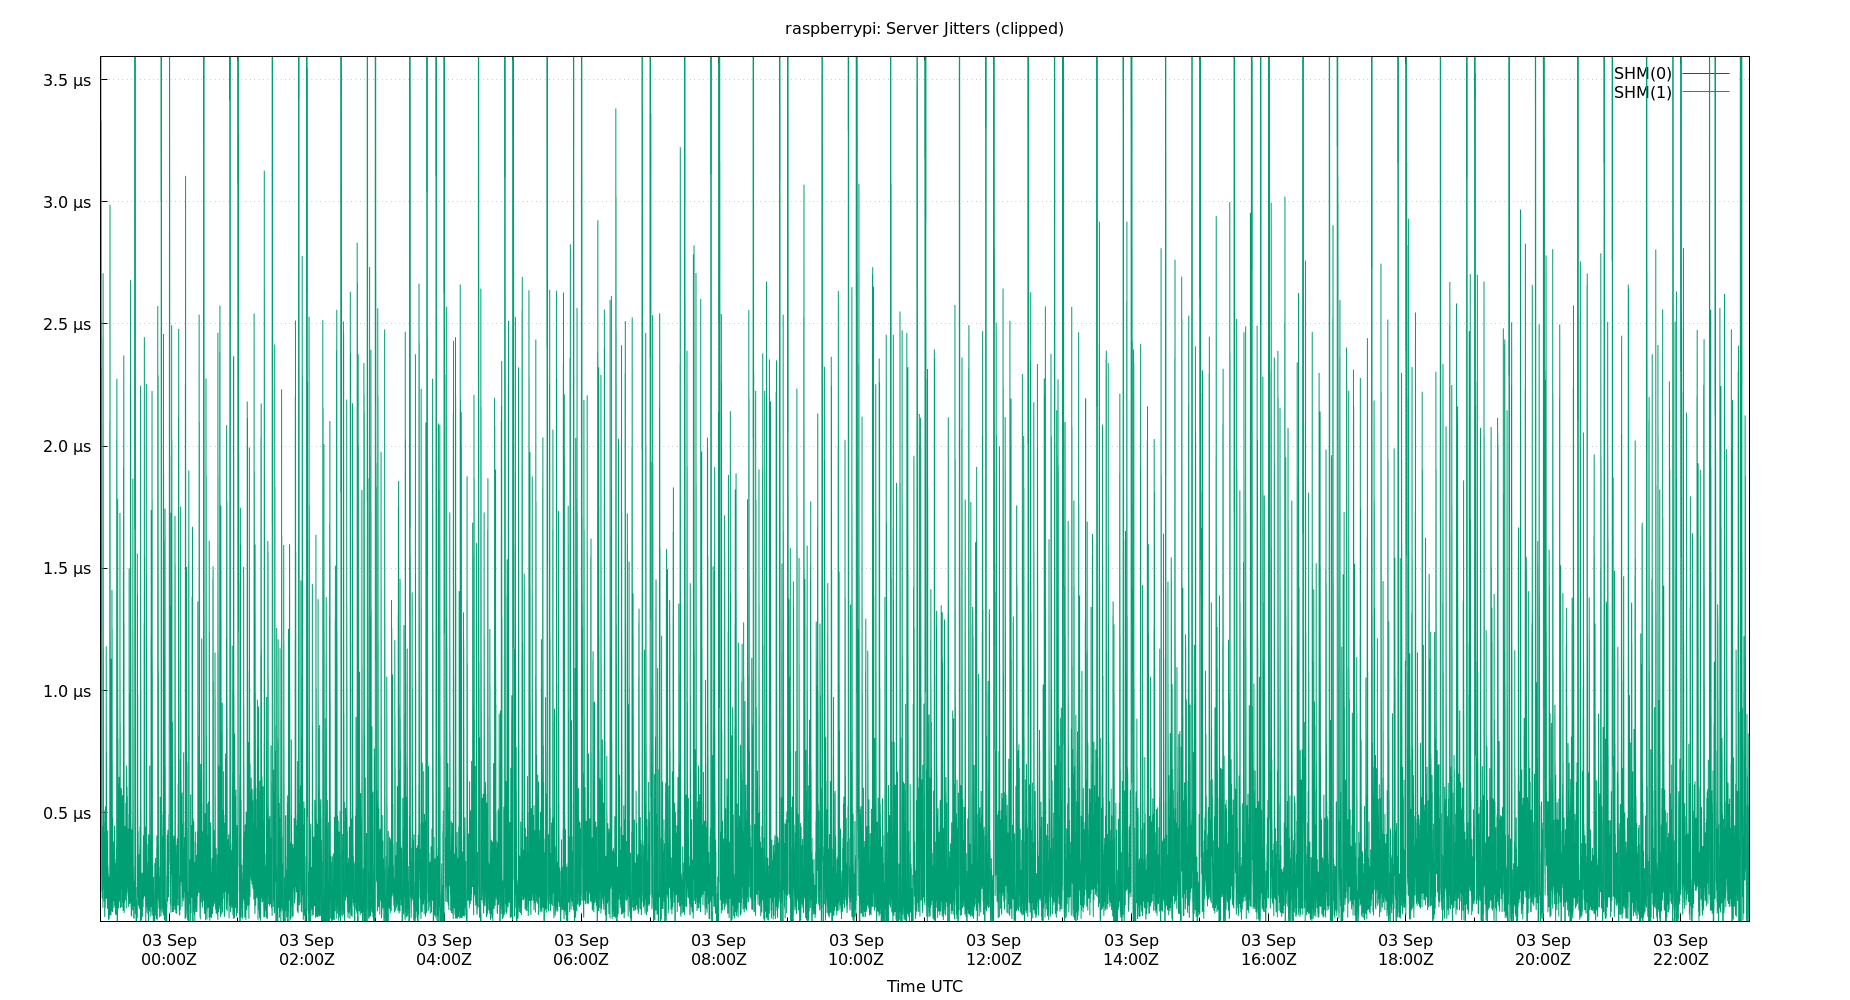 raspberrypi: Server Jitters (clipped)
SHM(0)
SHM(1)
3.5 µs
3.0 µs
2.5 µs
2.0 µs
1.5 µs
1.0 µs
0.5 µs
03 Sep 03 Sep 03 Sep 03 Sep 03 Sep 03 Sep 03 Sep 03 Sep 03 Sep 03 Sep 03 Sep 03 Sep
00:00Z 02:00Z 04:00Z 06:00Z 08:00Z 10:00Z 12:00Z 14:00Z 16:00Z 18:00Z 20:00Z 22:00Z
Time UTC